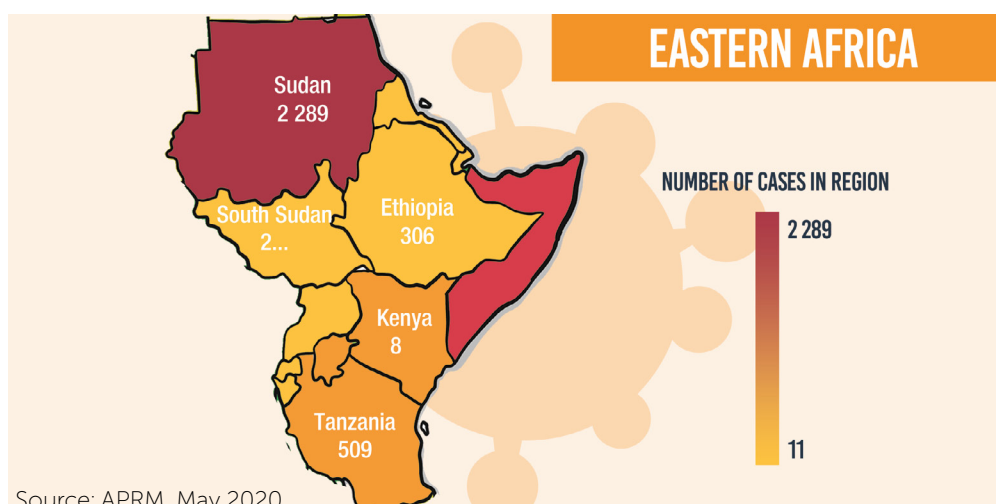 EASTERN AFRICA
Sudan
2 289
NUMBER OF CASES IN REGION
South Sudan
2...
Ethiopia
306
2 289
Kenya
8
Tanzania
509
11
Source: APRM, May 2020